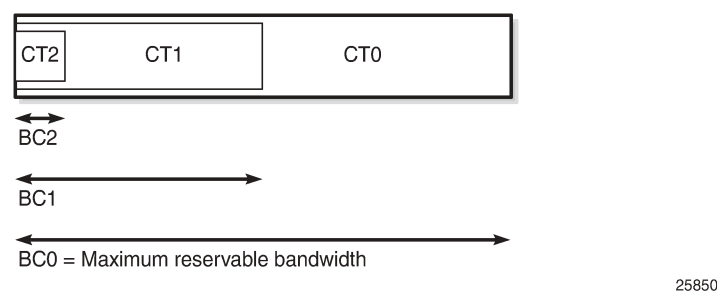 CT2 CT1 CT0
BC2
BC1
BC0 = Maximum reservable bandwidth
25850